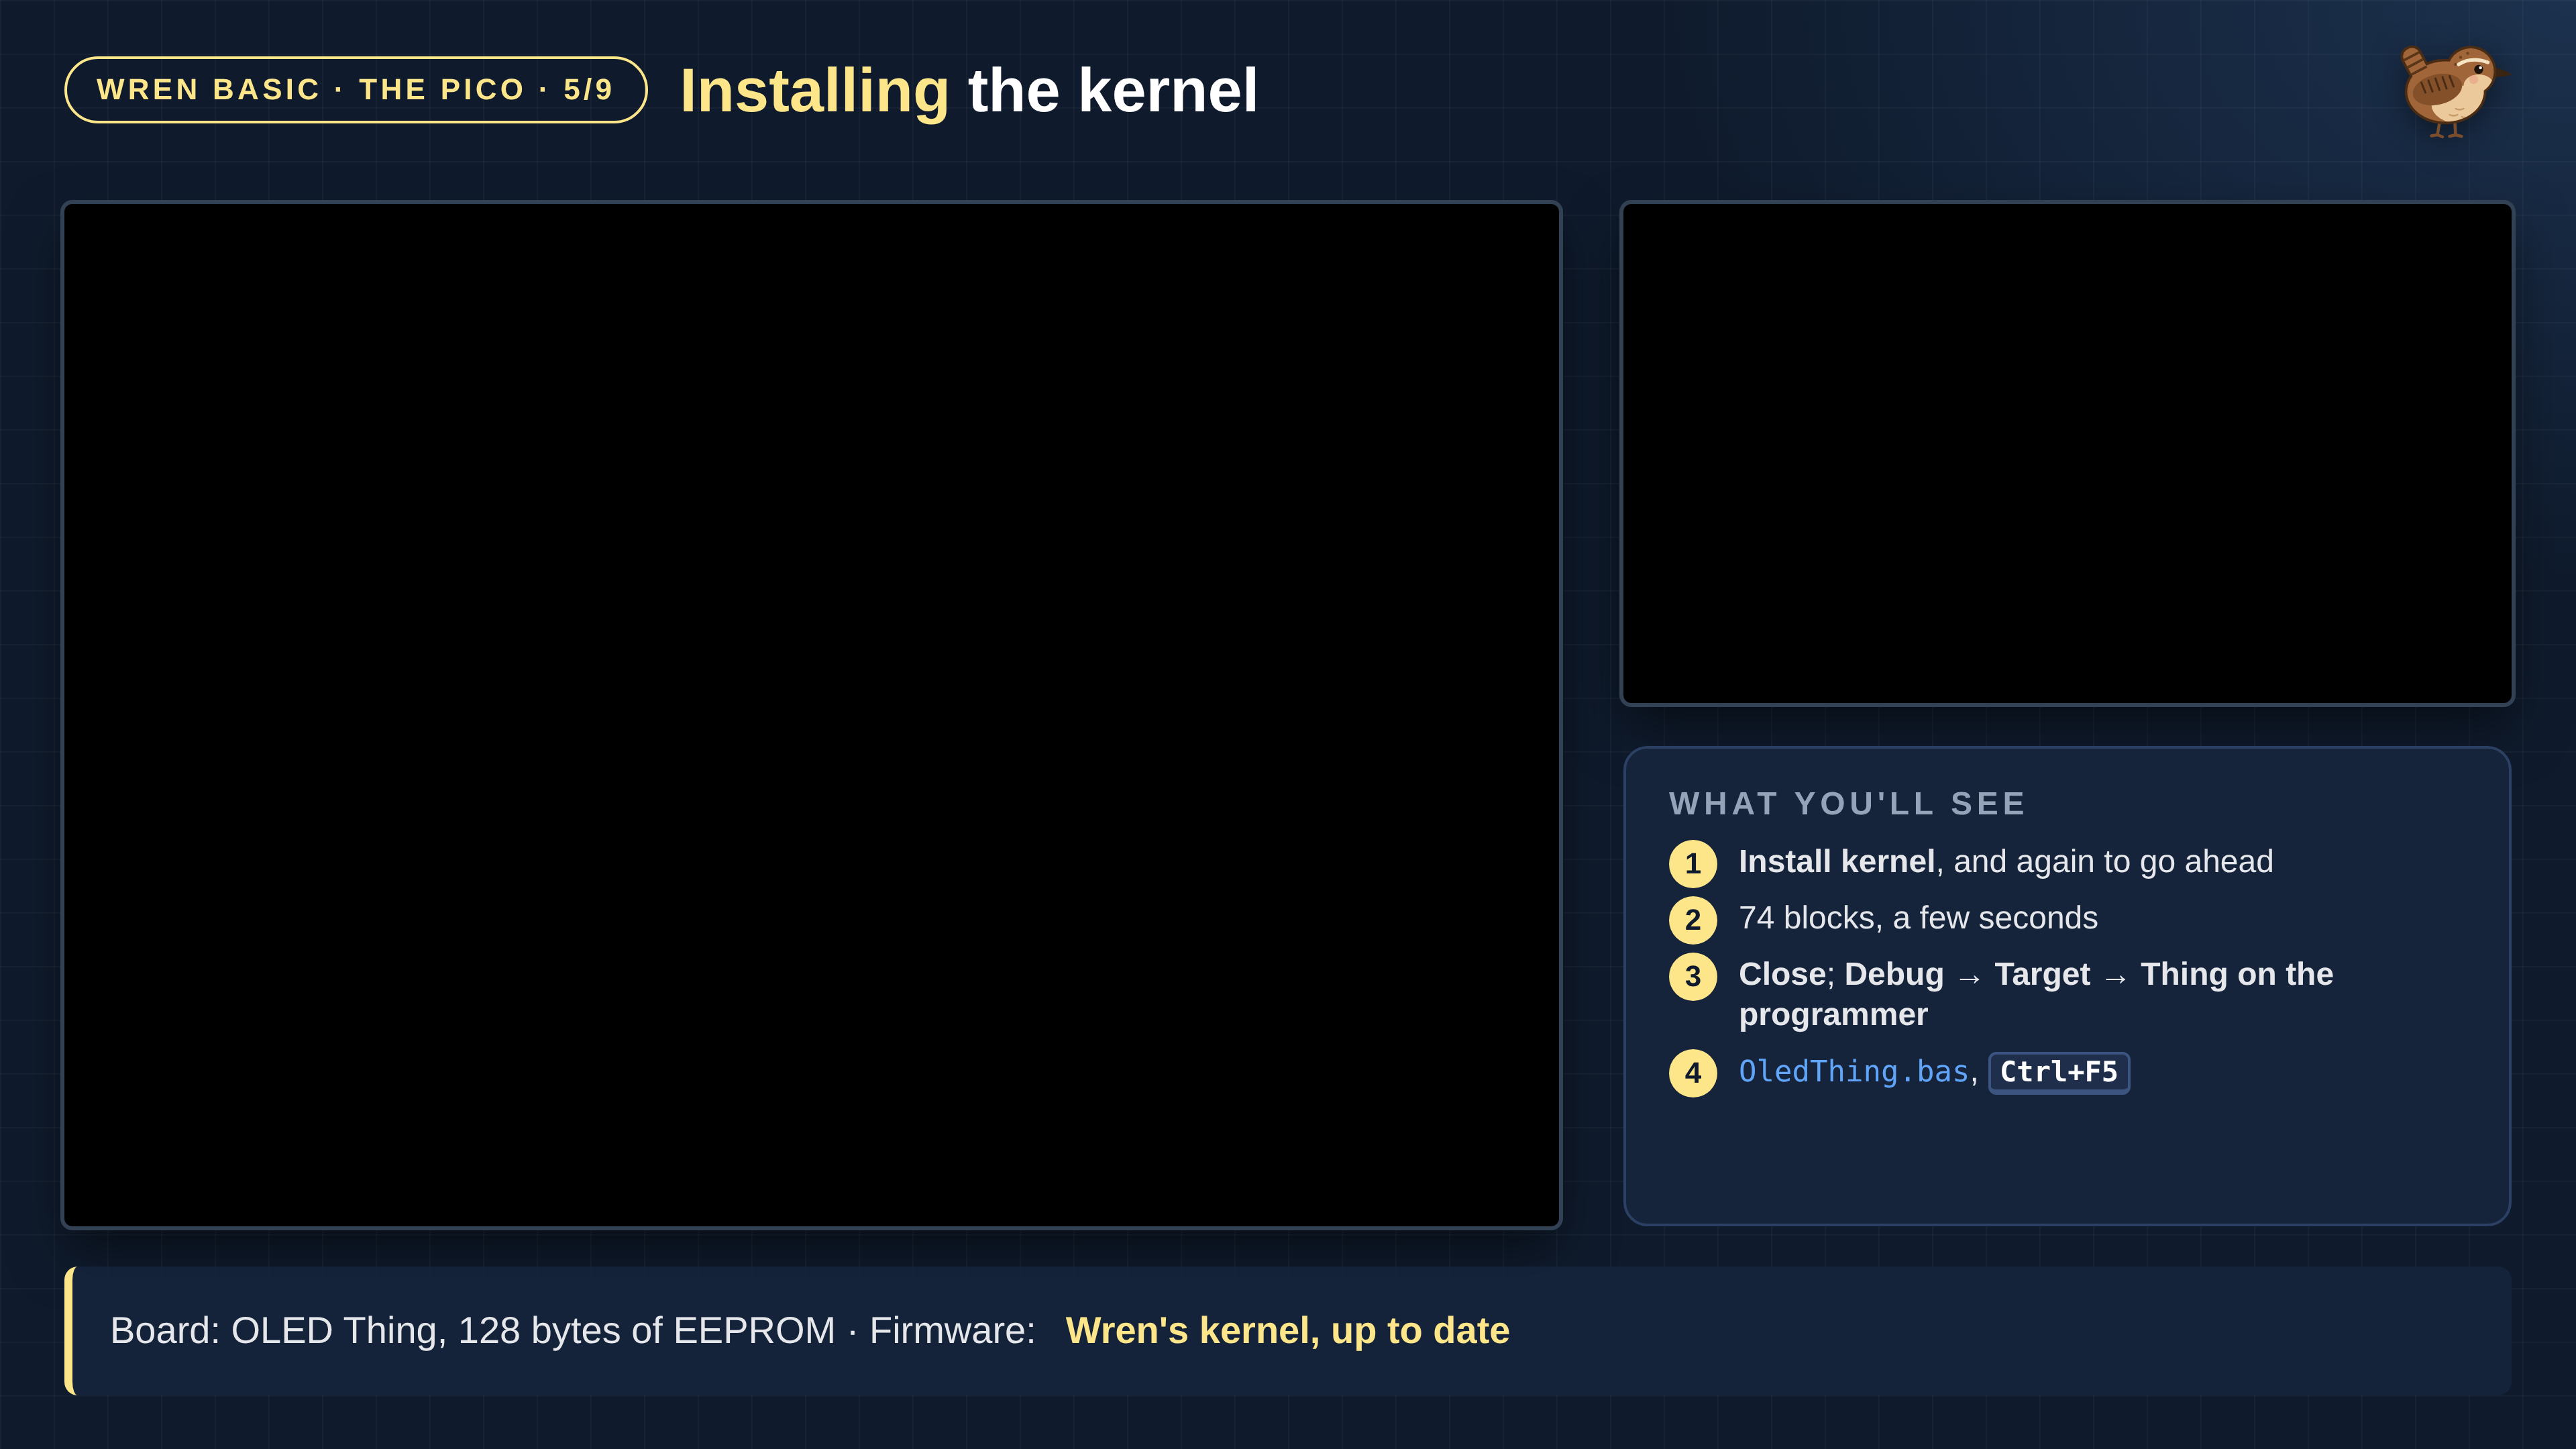 WREN BASIC · THE PICO · 5/9
Installing the kernel
WHAT YOU'LL SEE
1 Install kernel, and again to go ahead
2 74 blocks, a few seconds
3 Close; Debug → Target → Thing on the
programmer
4 OledThing.bas, Ctrl+F5
Board: OLED Thing, 128 bytes of EEPROM · Firmware: Wren's kernel, up to date